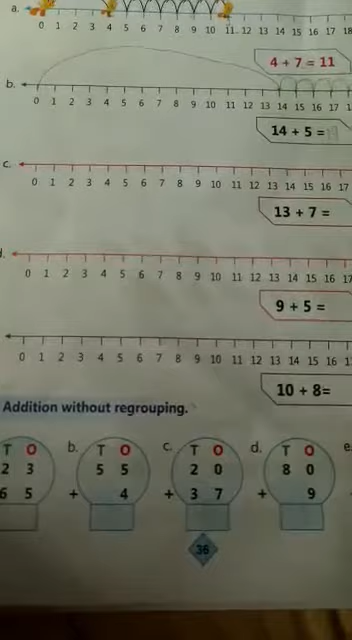 a.
0 1 2 3 4 5 6 7 8 9 10 11 12 13 14 15 16 17 18
4 + 7 = 11
b.
0 1 2 3 4 5 6 7 8 9 10 11 12 13 14 15 16 17
14 + 5 = 19
c.
0 1 2 3 4 5 6 7 8 9 10 11 12 13 14 15 16 17
13 + 7 =
0 1 2 3 4 5 6 7 8 9 10 11 12 13 14 15 16 17
9 + 5 =
0 1 2 3 4 5 6 7 8 9 10 11 12 13 14 15 16
10 + 8=
Addition without regrouping.
T O b. T O c. T O d. T O e.
2 3 5 5 2 0 8 0
6 5 + 4 + 3 7 + 9
36